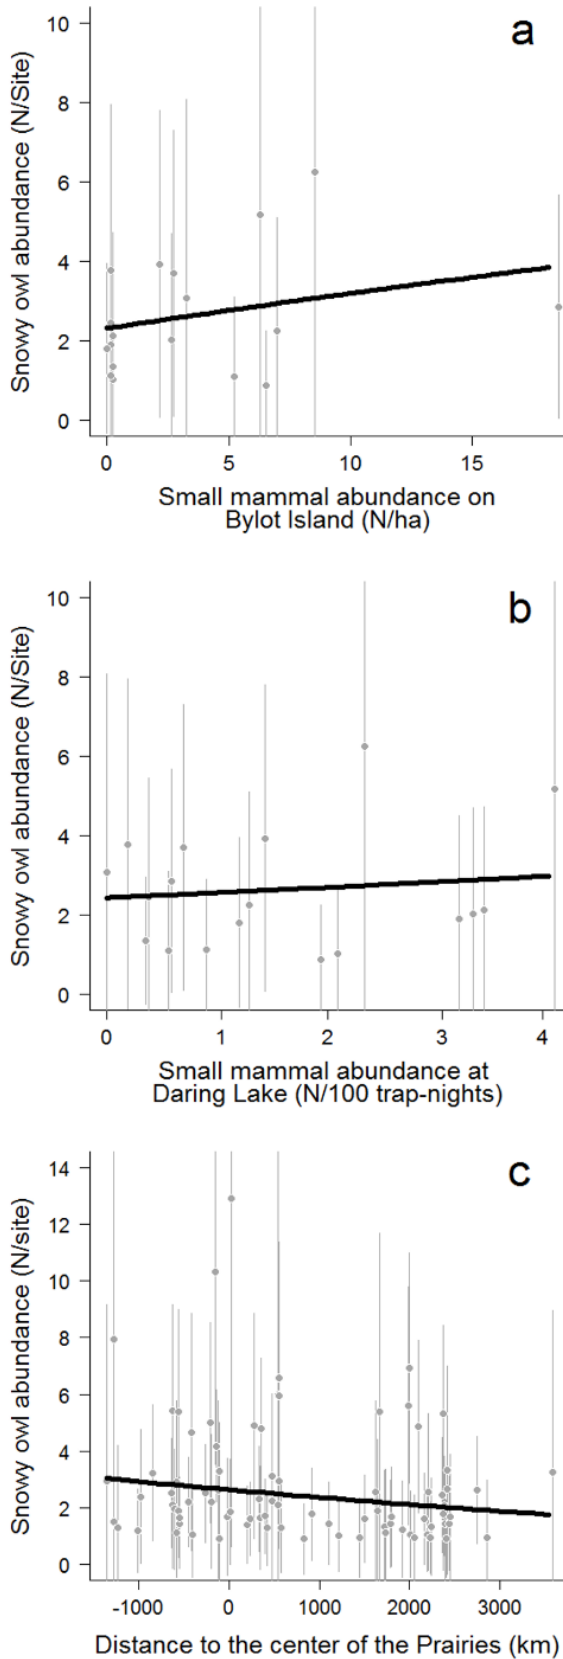 a
Snowy owl abundance (N/Site)
10
8
6
4
2
0
0 5 10 15
Small mammal abundance on
Bylot Island (N/ha)
b
Snowy owl abundance (N/Site)
10
8
6
4
2
0
0 1 2 3 4
Small mammal abundance at
Daring Lake (N/100 trap-nights)
c
Snowy owl abundance (N/site)
14
12
10
8
6
4
2
0
-1000 0 1000 2000 3000
Distance to the center of the Prairies (km)